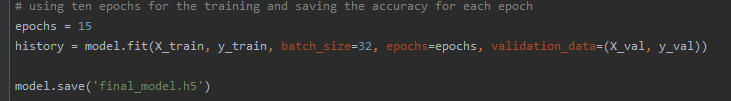 # using ten epochs for the training and saving the accuracy for each epoch
epochs = 15
history = model.fit(X_train, y_train, batch_size=32, epochs=epochs, validation_data=(X_val, y_val))
model.save('final_model.h5')